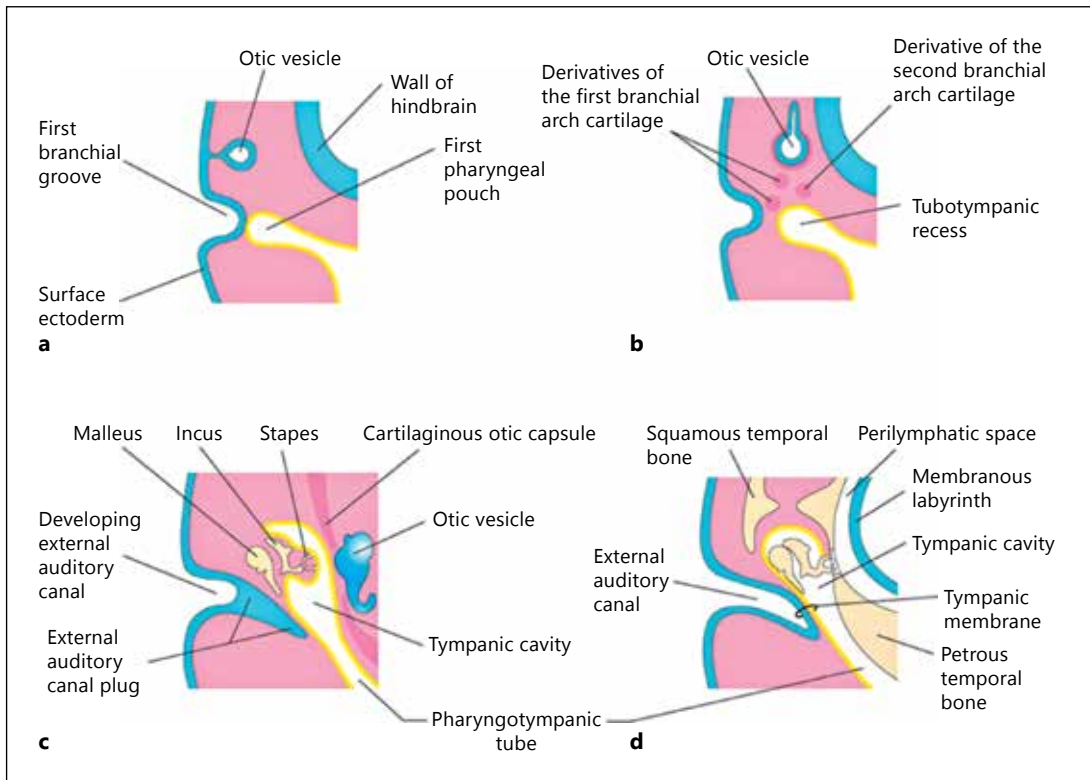 Otic vesicle
Wall of
hindbrain
First
branchial
groove
First
pharyngeal
pouch
Surface
ectoderm
a
Derivative of the
second branchial
arch cartilage
Otic vesicle
Derivatives of
the first branchial
arch cartilage
Tubotympanic
recess
b
Malleus
Incus
Stapes
Cartilaginous otic capsule
Developing
external
auditory
canal
Otic vesicle
External
auditory
canal plug
Tympanic cavity
Pharyngotympanic
tube
c
Squamous temporal
bone
Perilymphatic space
Membranous
labyrinth
External
auditory
canal
Tympanic cavity
Tympanic
membrane
Petrous
temporal
bone
d